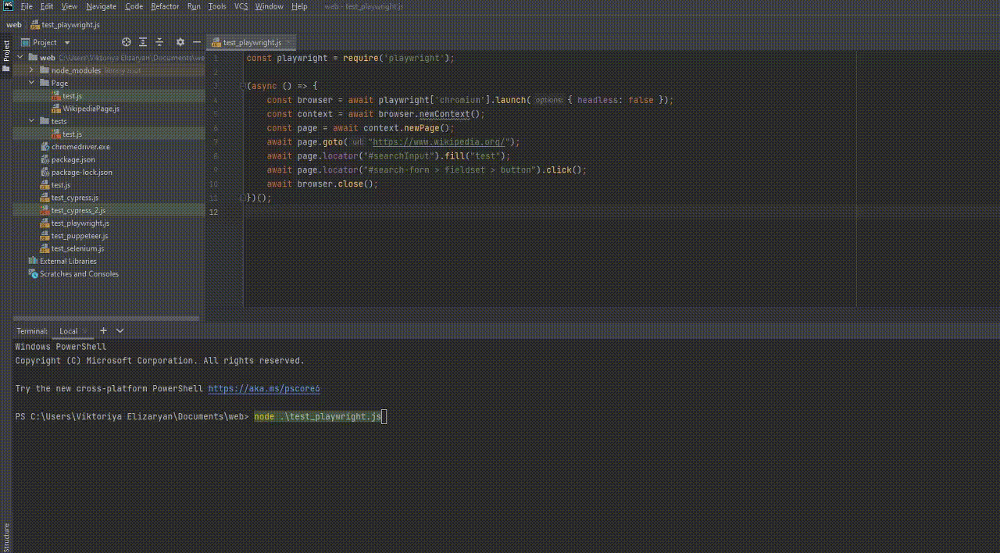 WS File Edit View Navigate Code Refactor Run Tools VCS Window Help web - test_playwright.js
web test_playwright.js
Project
Project
test_playwright.js
web C:\Users\Viktoriya Elizaryan\Documents\we
node_modules library root
Page
test.js
WikipediaPage.js
tests
test.js
chromedriver.exe
package.json
package-lock.json
test.js
test_cypress.js
test_cypress_2.js
test_playwright.js
test_puppeteer.js
test_selenium.js
External Libraries
Scratches and Consoles
1 const playwright = require('playwright');
2
3 (async () => {
4 const browser = await playwright['chromium'].launch( options: { headless: false });
5 const context = await browser.newContext();
6 const page = await context.newPage();
7 await page.goto( url: "https://www.wikipedia.org/");
8 await page.locator("#searchInput").fill("test");
9 await page.locator("#search-form > fieldset > button").click();
10 await browser.close();
11 })();
12
Terminal: Local
Windows PowerShell
Copyright (C) Microsoft Corporation. All rights reserved.
Try the new cross-platform PowerShell https://aka.ms/pscore6
PS C:\Users\Viktoriya Elizaryan\Documents\web> node .\test_playwright.js
Structure